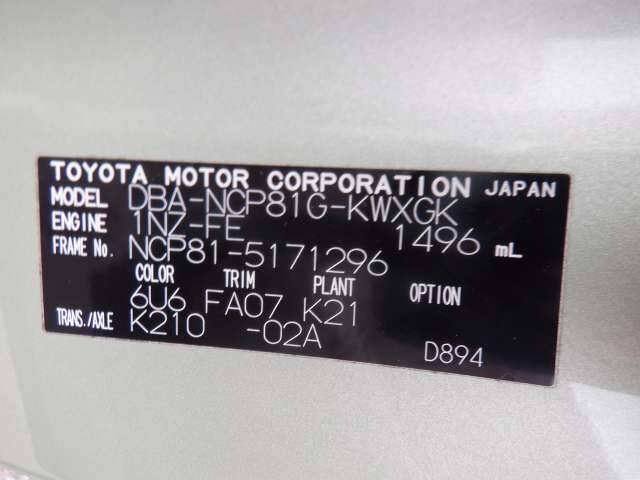 TOYOTA MOTOR CORPORATION JAPAN
MODEL DBA-NCP81G-KWXGK
ENGINE 1NZ-FE 1496 mL
FRAME No. NCP81-5171296
COLOR TRIM PLANT OPTION
6U6 FA07 K21
TRANS./AXLE K210 -02A
D894